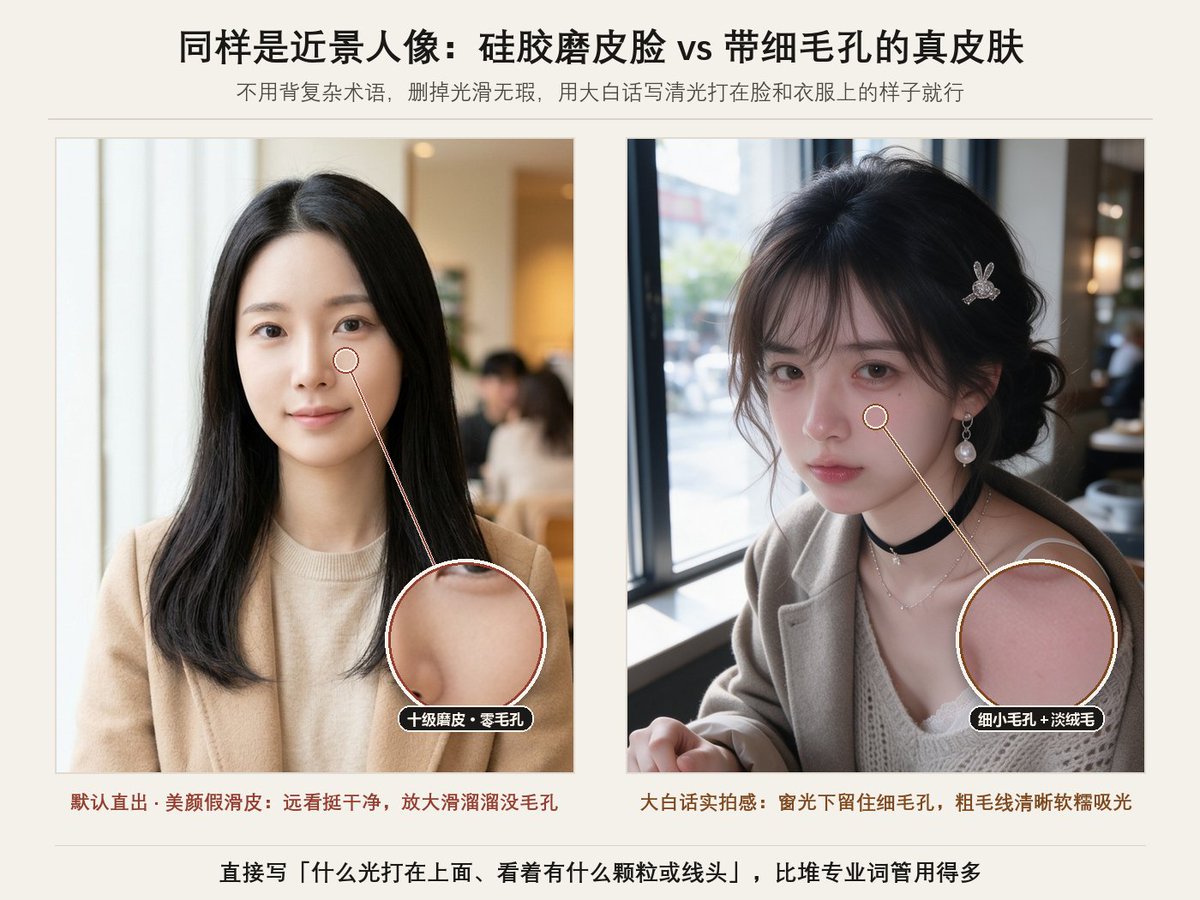 同样是近景人像：硅胶磨皮脸 vs 带细毛孔的真皮肤
不用背复杂术语，删掉光滑无瑕，用大白话写清光打在脸和衣服上的样子就行
十级磨皮·零毛孔
细小毛孔+淡绒毛
默认直出·美颜假滑皮：远看挺干净，放大滑溜溜没毛孔
大白话实拍感：窗光下留住细毛孔，粗毛线清晰软糯吸光
直接写「什么光打在上面、看着有什么颗粒或线头」，比堆专业词管用得多